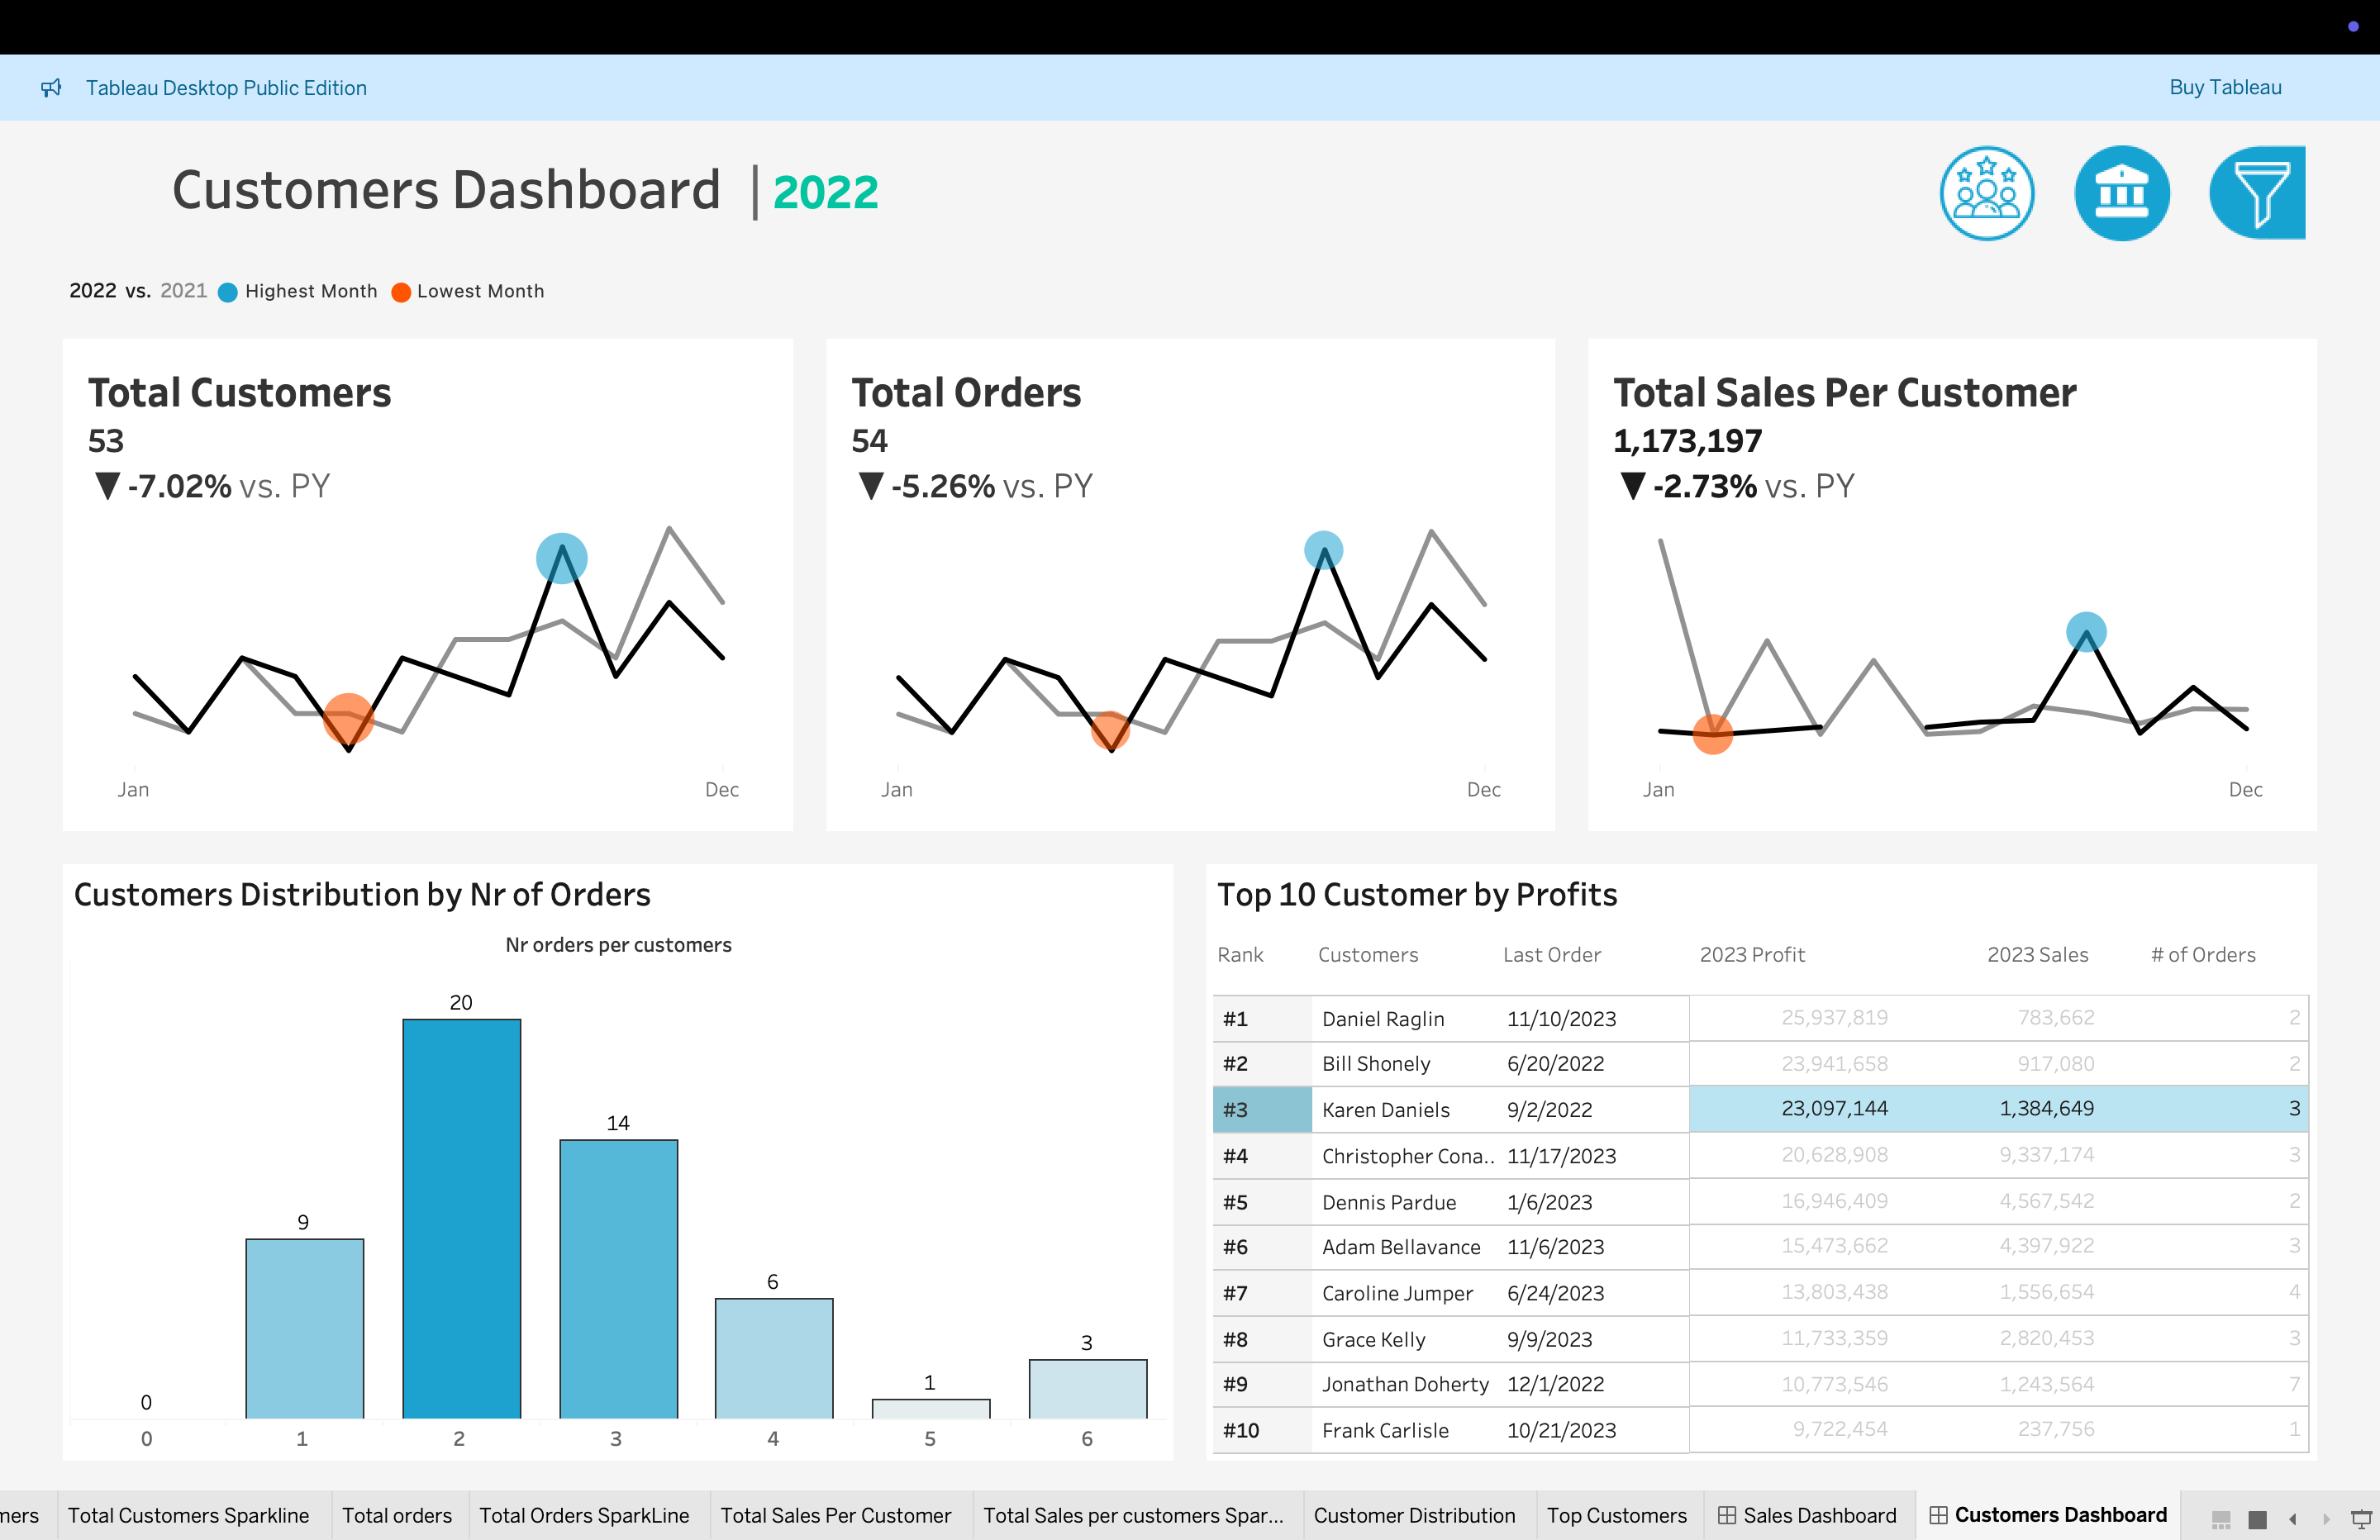 Tableau Desktop Public Edition
Buy Tableau
Customers Dashboard | 2022
2022 vs. 2021 Highest Month Lowest Month
Total Customers
53
▼ -7.02% vs. PY
Jan Dec
Total Orders
54
▼ -5.26% vs. PY
Jan Dec
Total Sales Per Customer
1,173,197
▼ -2.73% vs. PY
Jan Dec
Customers Distribution by Nr of Orders
Nr orders per customers
0 9 20 14 6 1 3
0 1 2 3 4 5 6
Top 10 Customer by Profits
Rank Customers Last Order 2023 Profit 2023 Sales # of Orders
#1 Daniel Raglin 11/10/2023 25,937,819 783,662 2
#2 Bill Shonely 6/20/2022 23,941,658 917,080 2
#3 Karen Daniels 9/2/2022 23,097,144 1,384,649 3
#4 Christopher Cona.. 11/17/2023 20,628,908 9,337,174 3
#5 Dennis Pardue 1/6/2023 16,946,409 4,567,542 2
#6 Adam Bellavance 11/6/2023 15,473,662 4,397,922 3
#7 Caroline Jumper 6/24/2023 13,803,438 1,556,654 4
#8 Grace Kelly 9/9/2023 11,733,359 2,820,453 3
#9 Jonathan Doherty 12/1/2022 10,773,546 1,243,564 7
#10 Frank Carlisle 10/21/2023 9,722,454 237,756 1
mers Total Customers Sparkline Total orders Total Orders SparkLine Total Sales Per Customer Total Sales per customers Spar... Customer Distribution Top Customers Sales Dashboard Customers Dashboard